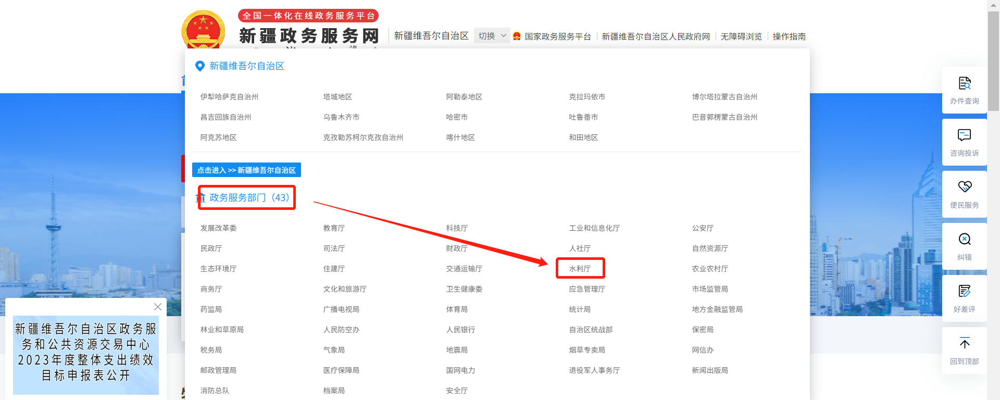 全国一体化在线政务服务平台
新疆政务服务网
新疆维吾尔自治区 切换 国家政务服务平台 新疆维吾尔自治区人民政府网 无障碍浏览 操作指南
新疆维吾尔自治区
伊犁哈萨克自治州 塔城地区 阿勒泰地区 克拉玛依市 博尔塔拉蒙古自治州
昌吉回族自治州 乌鲁木齐市 哈密市 吐鲁番市 巴音郭楞蒙古自治州
阿克苏地区 克孜勒苏柯尔克孜自治州 喀什地区 和田地区
点击进入 >> 新疆维吾尔自治区
政务服务部门（43）
发展改革委 教育厅 科技厅 工业和信息化厅 公安厅
民政厅 司法厅 财政厅 人社厅 自然资源厅
生态环境厅 住建厅 交通运输厅 水利厅 农业农村厅
商务厅 文化和旅游厅 卫生健康委 应急管理厅 市场监管局
药监局 广播电视局 体育局 统计局 地方金融监管局
林业和草原局 人民防空办 人民银行 自治区统战部 保密局
税务局 气象局 地震局 烟草专卖局 网信办
邮政管理局 医疗保障局 国网电力 退役军人事务厅 新闻出版局
消防总队 档案局 安全厅
新疆维吾尔自治区政务服
务和公共资源交易中心
2023年度整体支出绩效
目标申报表公开
办件查询
咨询投诉
便民服务
纠错
好差评
回到顶部